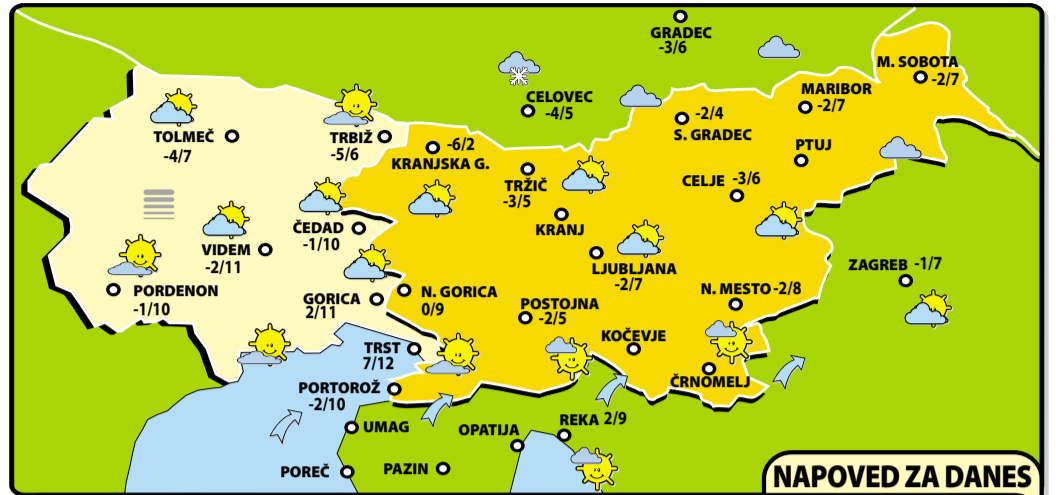 GRADEC
-3/6
M. SOBOTA
-2/7
CELOVEC
-4/5
MARIBOR
-2/7
-2/4
S. GRADEC
TOLMEČ
-4/7
TRBIŽ
-5/6
-6/2
KRANJSKA G.
PTUJ
TRŽIČ
-3/5
CELJE -3/6
KRANJ
ČEDAD
-1/10
VIDEM
-2/11
LJUBLJANA
-2/7
ZAGREB -1/7
PORDENON
-1/10
GORICA
2/11
N. GORICA
0/9
N. MESTO -2/8
POSTOJNA
-2/5
KOČEVJE
TRST
7/12
ČRNOMELJ
PORTOROŽ
-2/10
UMAG
OPATIJA
REKA 2/9
POREČ
PAZIN
NAPOVED ZA DANES